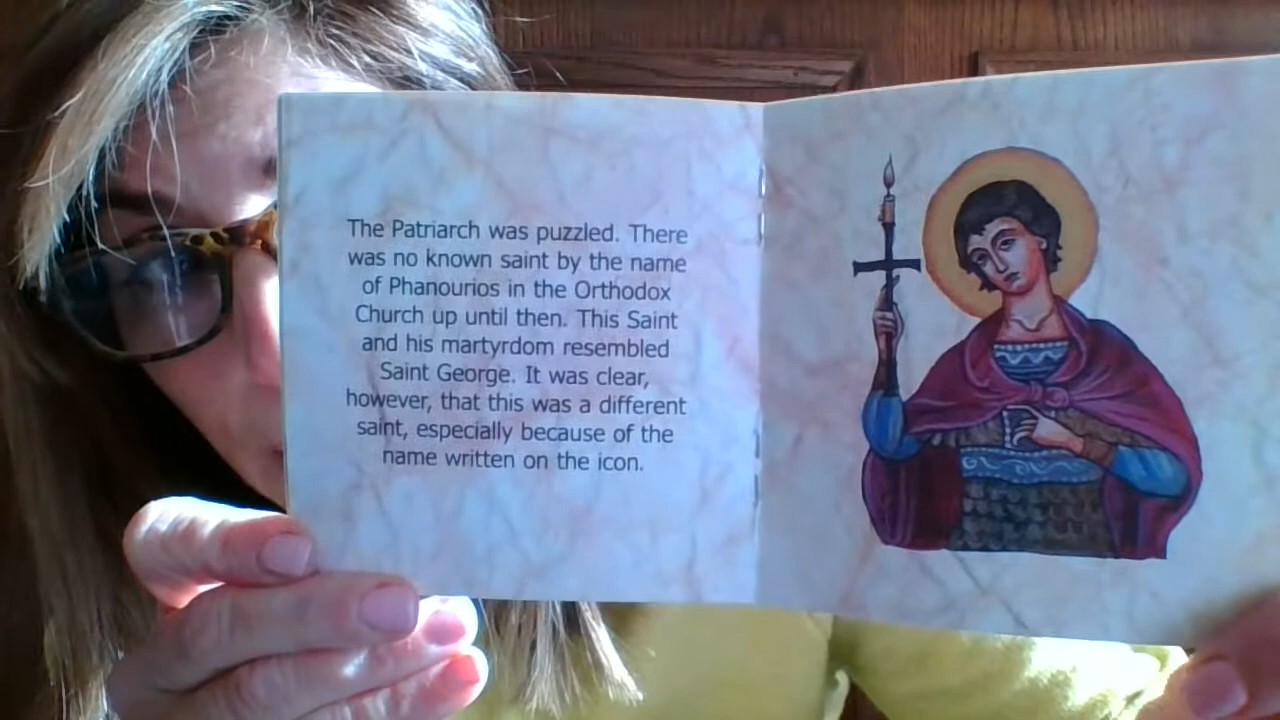 The Patriarch was puzzled. There
was no known saint by the name
of Phanourios in the Orthodox
Church up until then. This Saint
and his martyrdom resembled
Saint George. It was clear,
however, that this was a different
saint, especially because of the
name written on the icon.